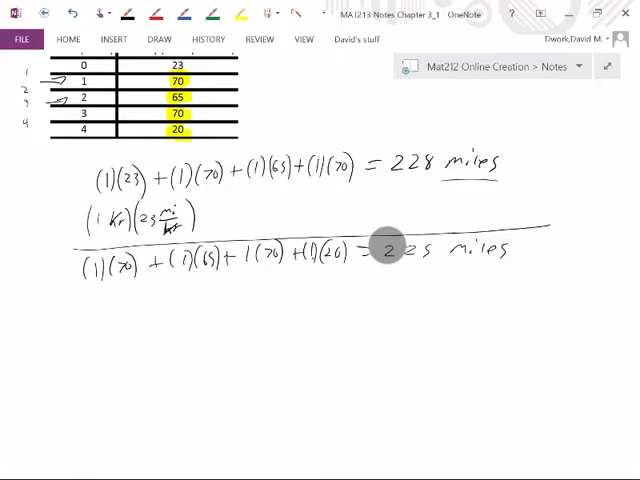 MAT213 Notes Chapter 3_1 - OneNote
FILE HOME INSERT DRAW HISTORY REVIEW VIEW David's stuff Dwork,David M.
Mat212 Online Creation > Notes
0 23
1
1 70
2
2 65
3
3 70
4
4 20
(1)(23) + (1)(70) + (1)(65) + (1)(70) = 228 miles
(1 hr)(23 mi/hr)
(1)(70) + (1)(65) + 1(70) + (1)(20) = 225 miles